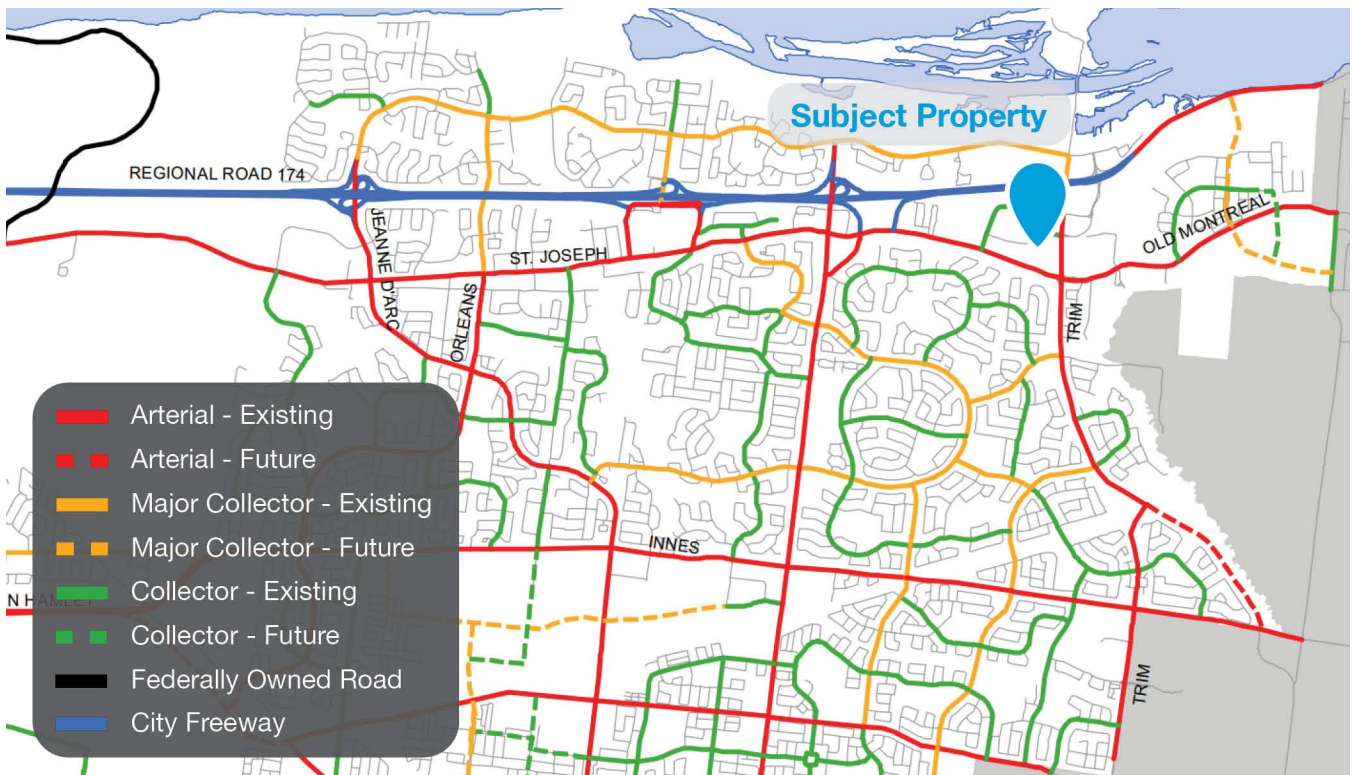 Subject Property
REGIONAL ROAD 174
JEANNE D'ARC
ST. JOSEPH
ORLEANS
OLD MONTREAL
TRIM
INNES
TRIM
N HAMLET
Arterial - Existing
Arterial - Future
Major Collector - Existing
Major Collector - Future
Collector - Existing
Collector - Future
Federally Owned Road
City Freeway